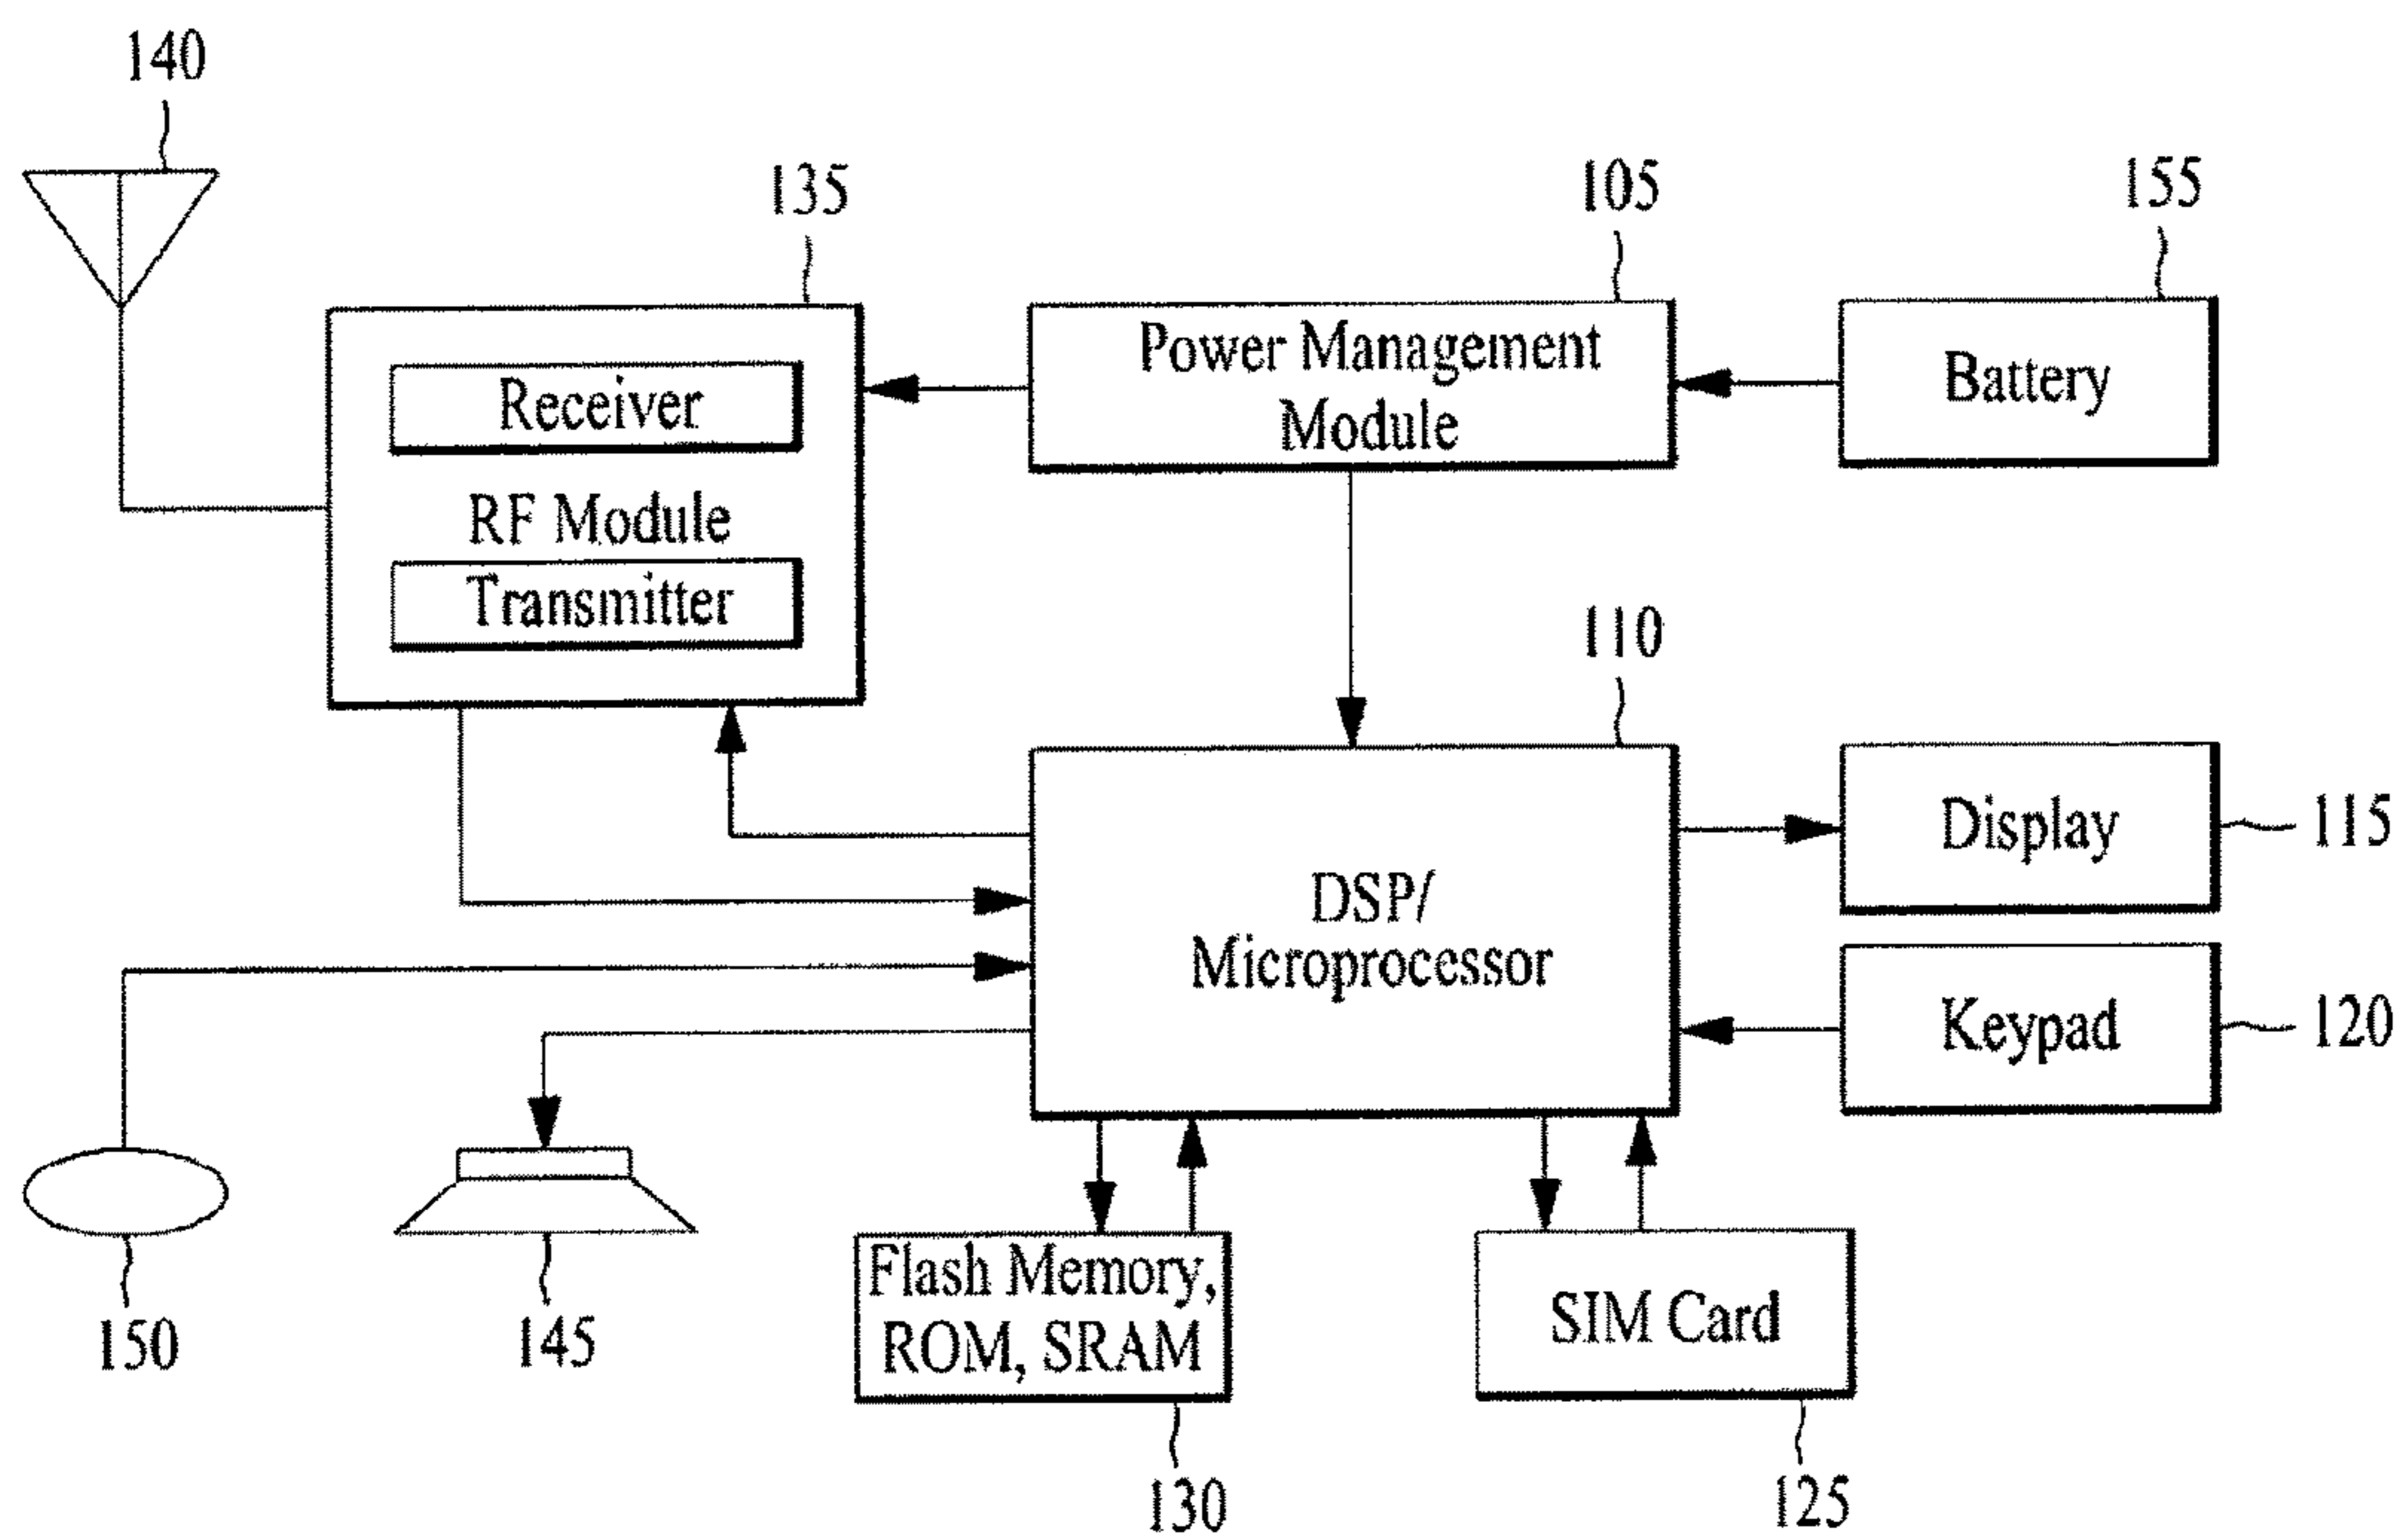 140
135
105
155
Receiver
RF Module
Transmitter
Power Management
Module
Battery
110
DSP/
Microprocessor
Display
115
Keypad
120
150
145
Flash Memory,
ROM, SRAM
130
SIM Card
125